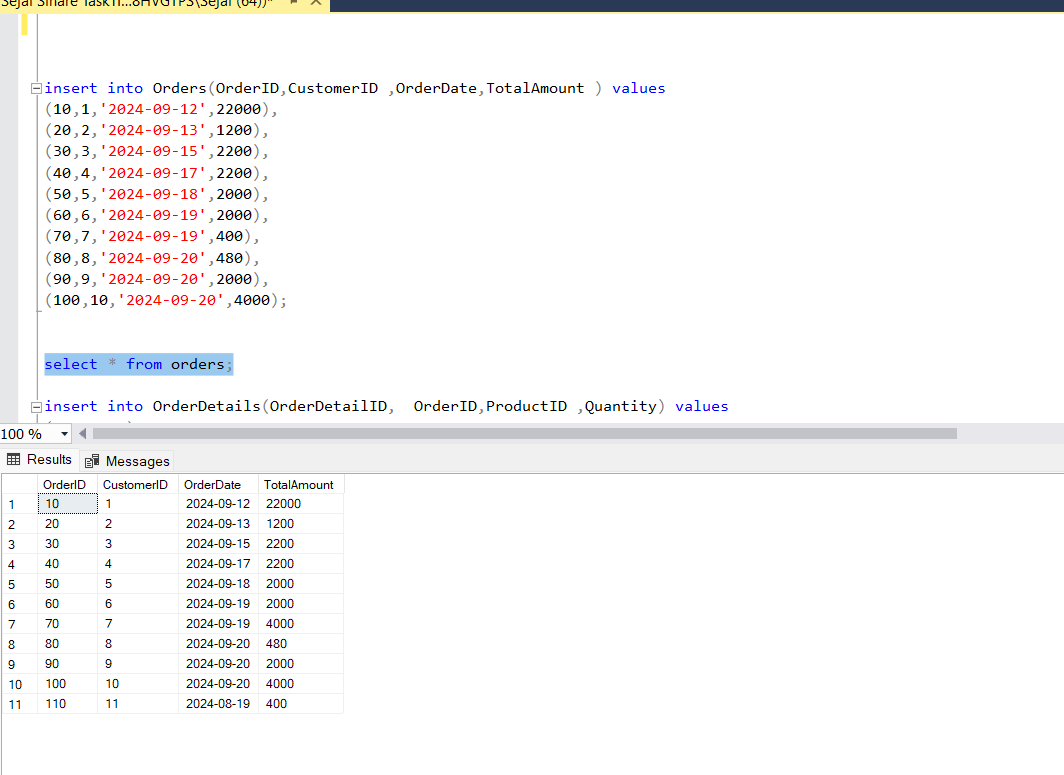 insert into Orders(OrderID,CustomerID ,OrderDate,TotalAmount ) values
(10,1,'2024-09-12',22000),
(20,2,'2024-09-13',1200),
(30,3,'2024-09-15',2200),
(40,4,'2024-09-17',2200),
(50,5,'2024-09-18',2000),
(60,6,'2024-09-19',2000),
(70,7,'2024-09-19',400),
(80,8,'2024-09-20',480),
(90,9,'2024-09-20',2000),
(100,10,'2024-09-20',4000);
select * from orders;
insert into OrderDetails(OrderDetailID,  OrderID,ProductID ,Quantity) values
100 %
Results Messages
OrderID CustomerID OrderDate TotalAmount
1 10 1 2024-09-12 22000
2 20 2 2024-09-13 1200
3 30 3 2024-09-15 2200
4 40 4 2024-09-17 2200
5 50 5 2024-09-18 2000
6 60 6 2024-09-19 2000
7 70 7 2024-09-19 4000
8 80 8 2024-09-20 480
9 90 9 2024-09-20 2000
10 100 10 2024-09-20 4000
11 110 11 2024-08-19 400